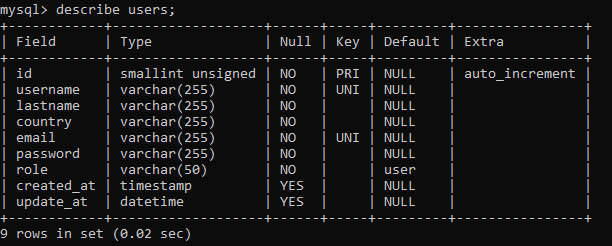 mysql> describe users;
+------------+-------------------+------+-----+---------+----------------+
| Field      | Type              | Null | Key | Default | Extra          |
+------------+-------------------+------+-----+---------+----------------+
| id         | smallint unsigned | NO   | PRI | NULL    | auto_increment |
| username   | varchar(255)      | NO   | UNI | NULL    |                |
| lastname   | varchar(255)      | NO   |     | NULL    |                |
| country    | varchar(255)      | NO   |     | NULL    |                |
| email      | varchar(255)      | NO   | UNI | NULL    |                |
| password   | varchar(255)      | NO   |     | NULL    |                |
| role       | varchar(50)       | NO   |     | user    |                |
| created_at | timestamp         | YES  |     | NULL    |                |
| update_at  | datetime          | YES  |     | NULL    |                |
+------------+-------------------+------+-----+---------+----------------+
9 rows in set (0.02 sec)